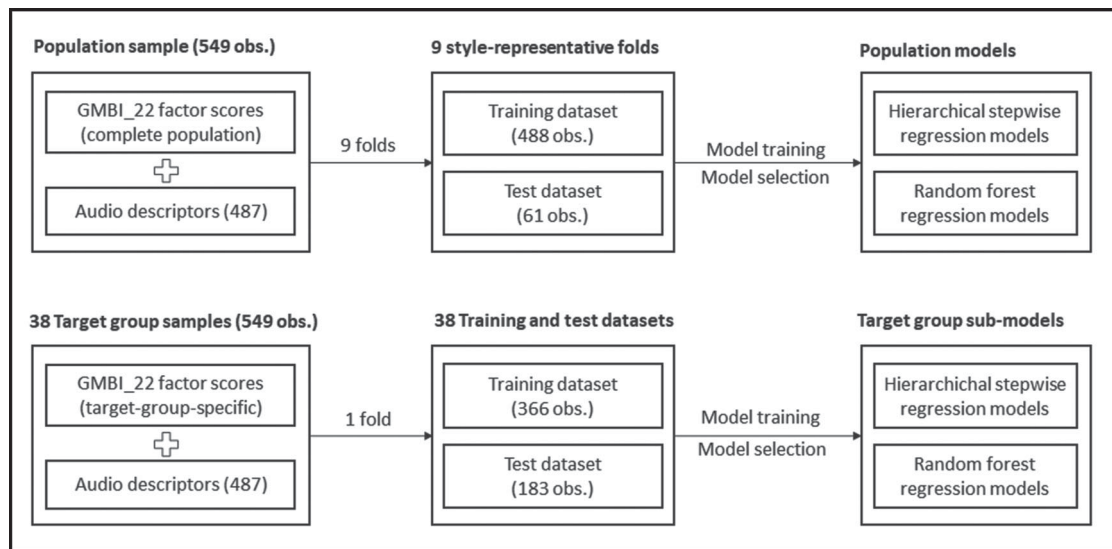 Population sample (549 obs.)
GMBI_22 factor scores
(complete population)
Audio descriptors (487)
9 folds
9 style-representative folds
Training dataset
(488 obs.)
Test dataset
(61 obs.)
Model training
Model selection
Population models
Hierarchical stepwise
regression models
Random forest
regression models
38 Target group samples (549 obs.)
GMBI_22 factor scores
(target-group-specific)
Audio descriptors (487)
1 fold
38 Training and test datasets
Training dataset
(366 obs.)
Test dataset
(183 obs.)
Model training
Model selection
Target group sub-models
Hierarchichal stepwise
regression models
Random forest
regression models